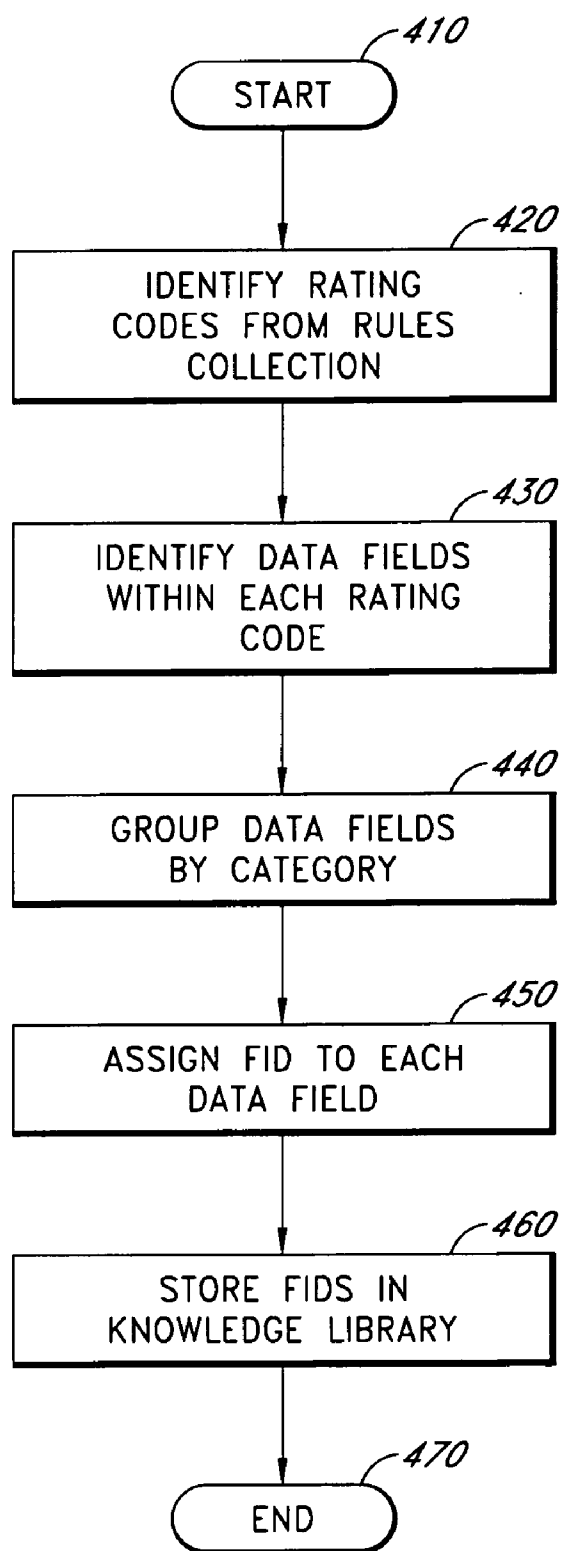 410
START
420
IDENTIFY RATING
CODES FROM RULES
COLLECTION
430
IDENTIFY DATA FIELDS
WITHIN EACH RATING
CODE
440
GROUP DATA FIELDS
BY CATEGORY
450
ASSIGN FID TO EACH
DATA FIELD
460
STORE FIDS IN
KNOWLEDGE LIBRARY
470
END